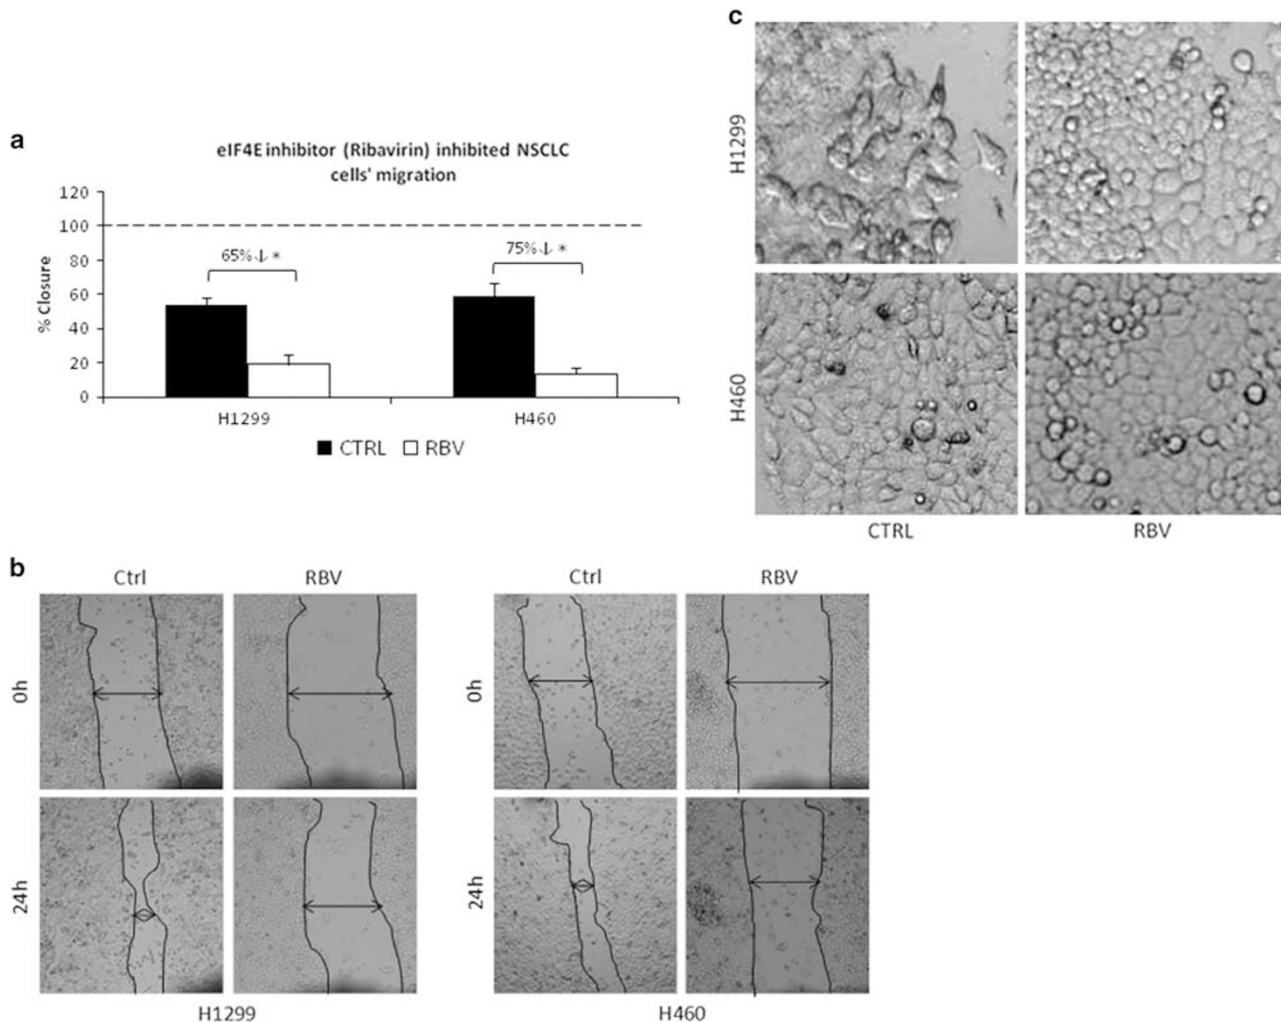 a
eIF4E inhibitor (Ribavirin) inhibited NSCLC
cells' migration
% Closure
120
100
80
60
40
20
0
65%↓ *
75%↓ *
H1299
H460
CTRL
RBV
c
H1299
H460
CTRL
RBV
b
Ctrl
RBV
Ctrl
RBV
0h
0h
24h
24h
H1299
H460